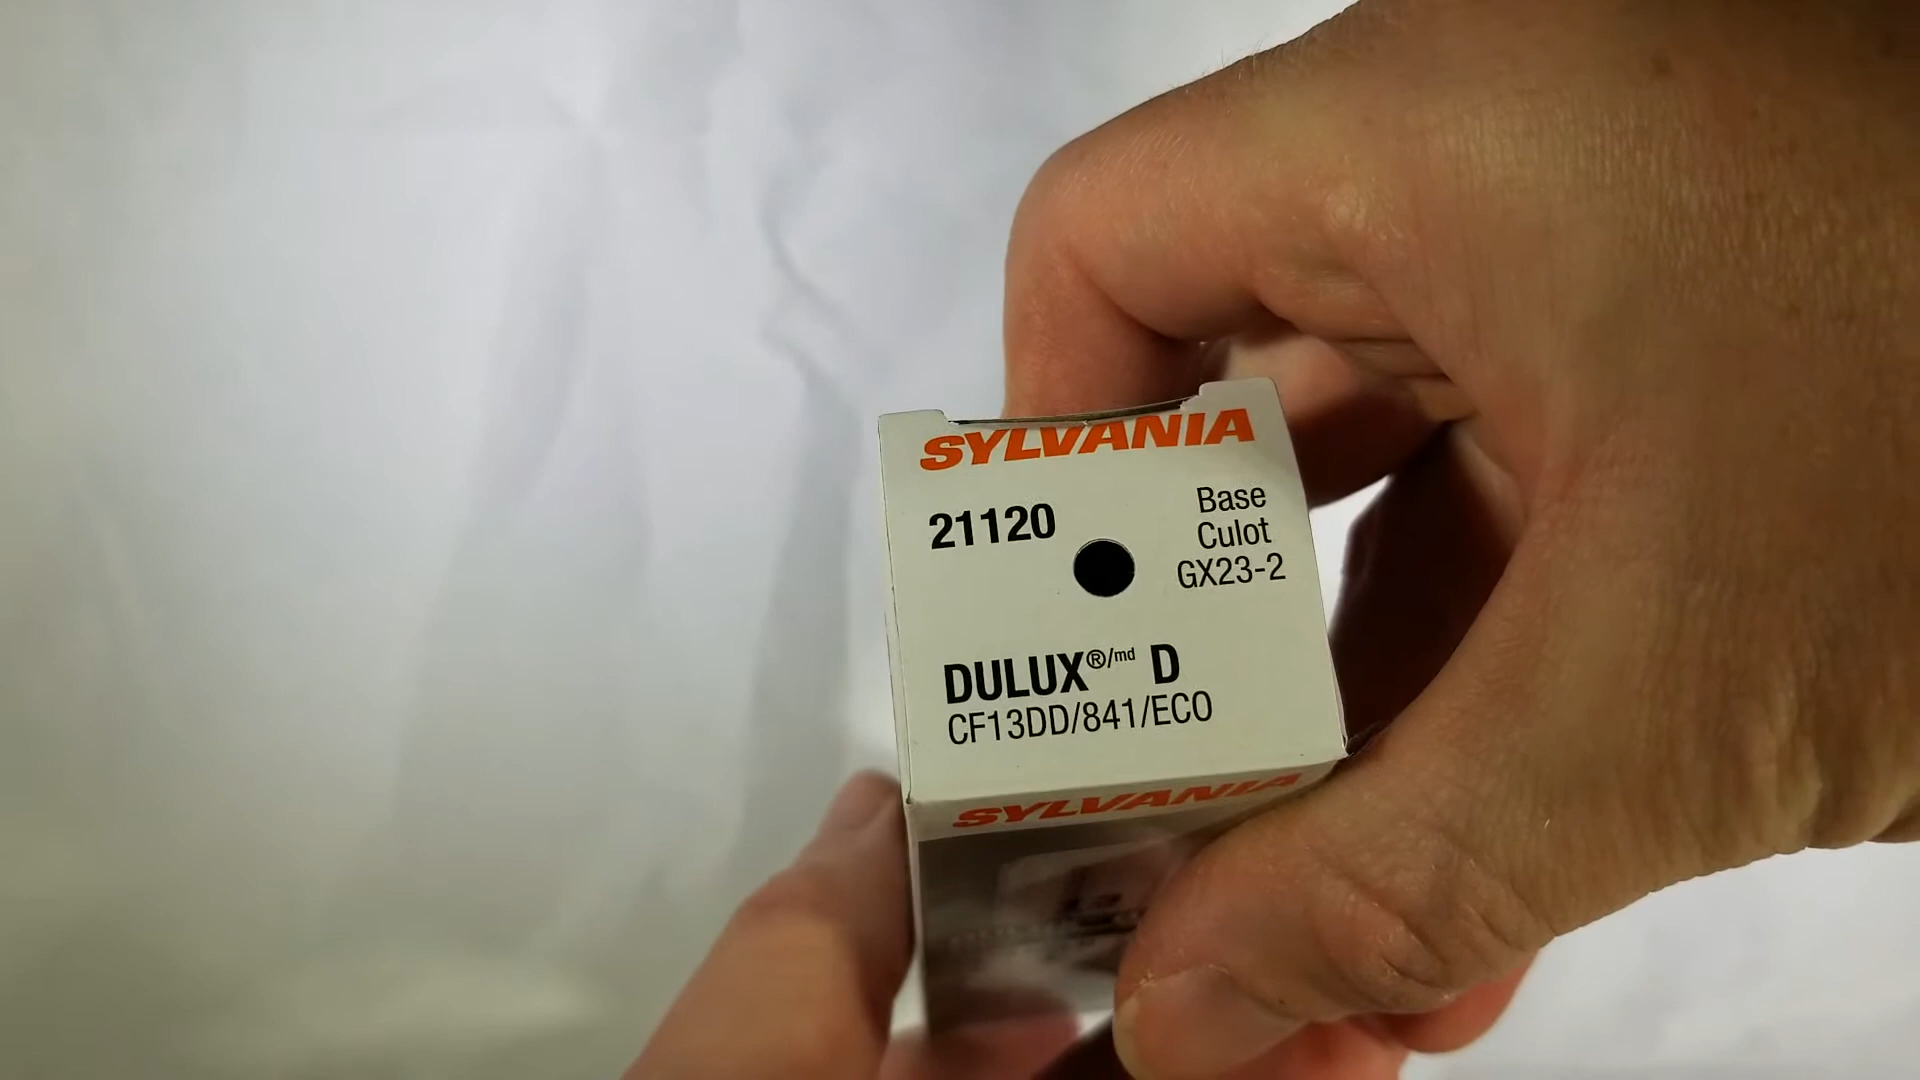 SYLVANIA
21120
Base
Culot
GX23-2
DULUX®/md D
CF13DD/841/ECO
SYLVANIA